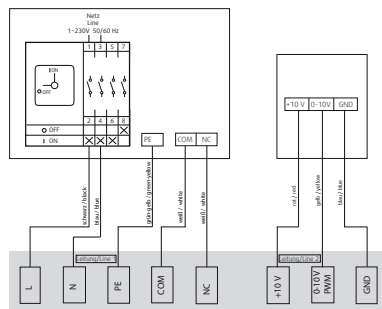 Netz
Line
1~230V 50/60 Hz
1 3 5 7
I ON
O OFF
2 4 6 8
O OFF X
I ON X X X
PE
COM NC
+10 V 0-10V GND
schwarz / black
blau / blue
grün-gelb / green-yellow
weiß / white
weiß / white
rot / red
gelb / yellow
blau / blue
Leitung/Line 1
Leitung/Line 2
L
N
PE
COM
NC
+10 V
0-10 V
PWM
GND